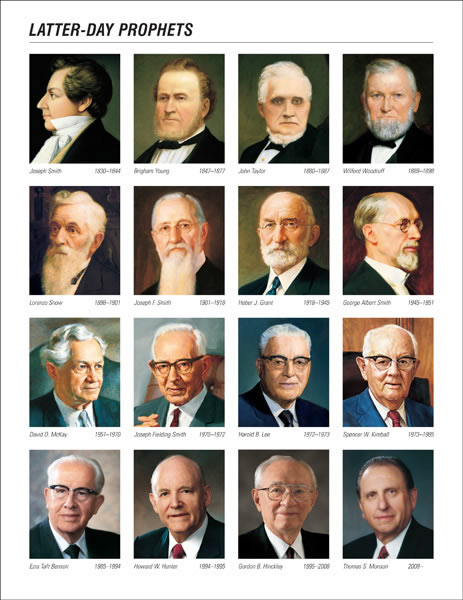 LATTER-DAY PROPHETS
Joseph Smith 1830–1844
Brigham Young 1847–1877
John Taylor 1880–1887
Wilford Woodruff 1889–1898
Lorenzo Snow 1898–1901
Joseph F. Smith 1901–1918
Heber J. Grant 1918–1945
George Albert Smith 1945–1951
David O. McKay 1951–1970
Joseph Fielding Smith 1970–1972
Harold B. Lee 1972–1973
Spencer W. Kimball 1973–1985
Ezra Taft Benson 1985–1994
Howard W. Hunter 1994–1995
Gordon B. Hinckley 1995–2008
Thomas S. Monson 2008–